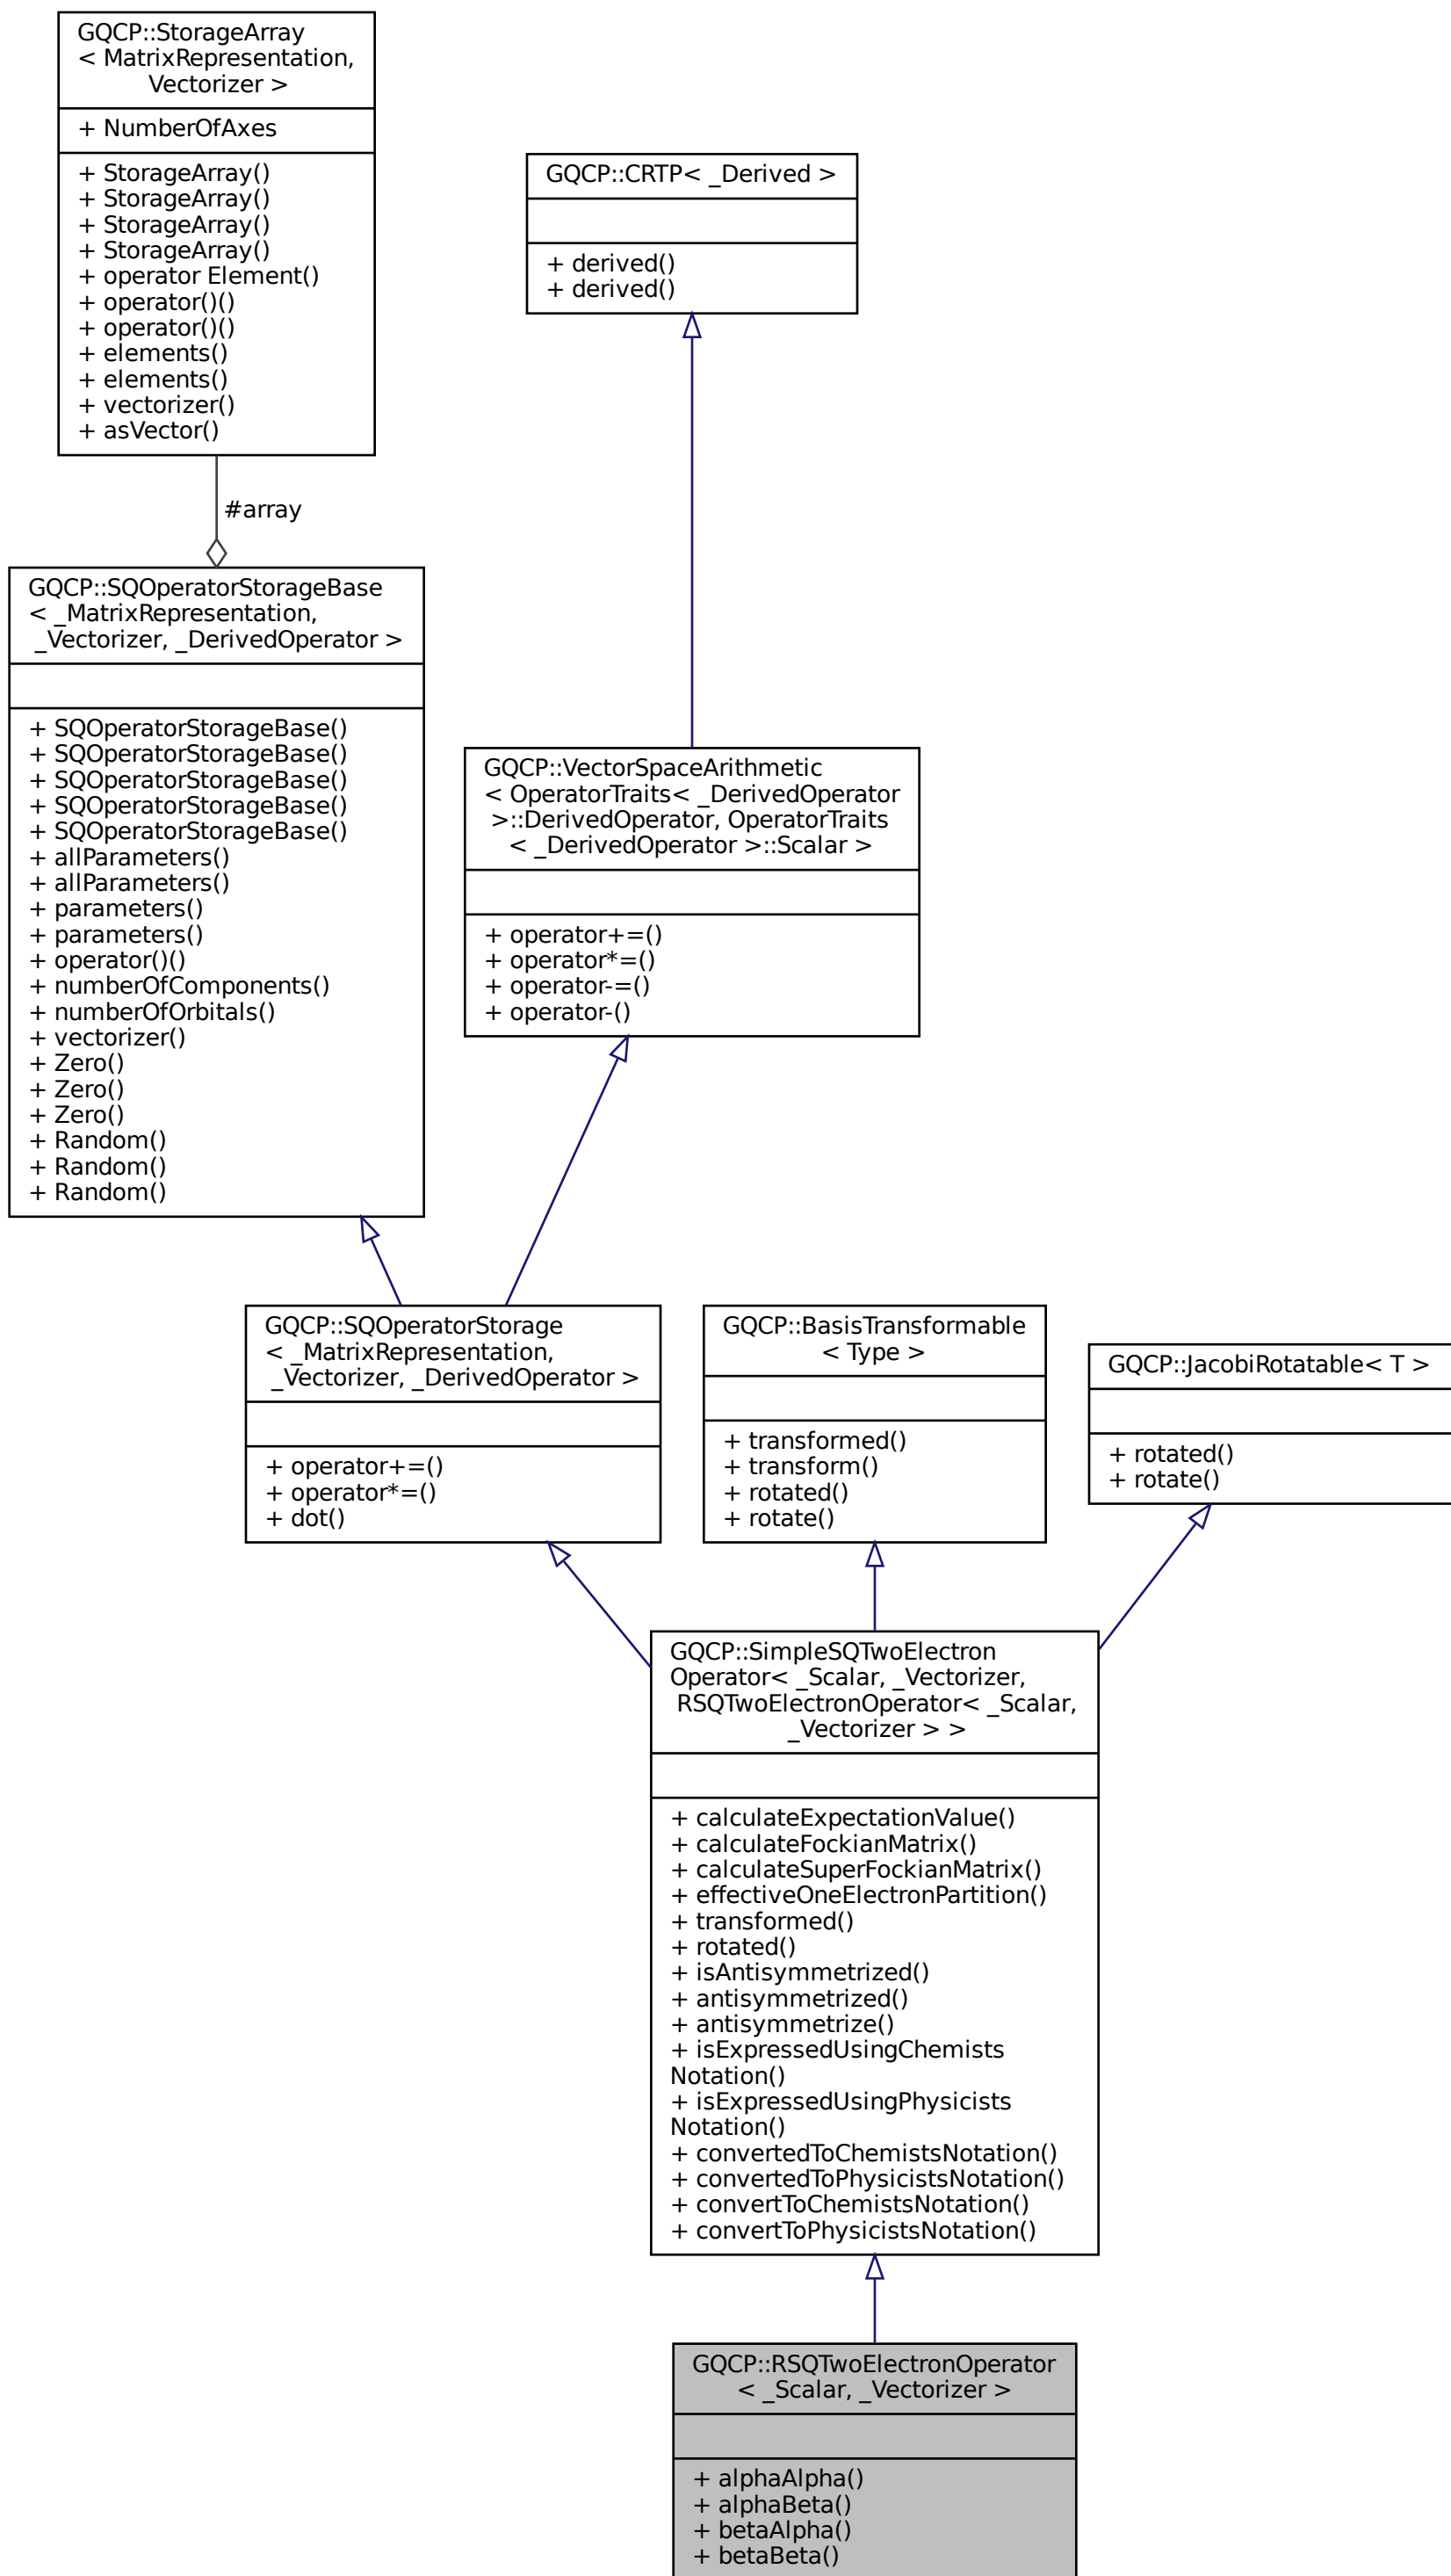 GQCP::StorageArray
< MatrixRepresentation,
Vectorizer >
+ NumberOfAxes
+ StorageArray()
+ StorageArray()
+ StorageArray()
+ StorageArray()
+ operator Element()
+ operator()()
+ operator()()
+ elements()
+ elements()
+ vectorizer()
+ asVector()
GQCP::CRTP< _Derived >
+ derived()
+ derived()
#array
GQCP::SQOperatorStorageBase
< _MatrixRepresentation,
_Vectorizer, _DerivedOperator >
+ SQOperatorStorageBase()
+ SQOperatorStorageBase()
+ SQOperatorStorageBase()
+ SQOperatorStorageBase()
+ SQOperatorStorageBase()
+ allParameters()
+ allParameters()
+ parameters()
+ parameters()
+ operator()()
+ numberOfComponents()
+ numberOfOrbitals()
+ vectorizer()
+ Zero()
+ Zero()
+ Zero()
+ Random()
+ Random()
+ Random()
GQCP::VectorSpaceArithmetic
< OperatorTraits< _DerivedOperator
>::DerivedOperator, OperatorTraits
< _DerivedOperator >::Scalar >
+ operator+=()
+ operator*=()
+ operator-=()
+ operator-()
GQCP::SQOperatorStorage
< _MatrixRepresentation,
_Vectorizer, _DerivedOperator >
+ operator+=()
+ operator*=()
+ dot()
GQCP::BasisTransformable
< Type >
+ transformed()
+ transform()
+ rotated()
+ rotate()
GQCP::JacobiRotatable< T >
+ rotated()
+ rotate()
GQCP::SimpleSQTwoElectron
Operator< _Scalar, _Vectorizer,
RSQTwoElectronOperator< _Scalar,
_Vectorizer > >
+ calculateExpectationValue()
+ calculateFockianMatrix()
+ calculateSuperFockianMatrix()
+ effectiveOneElectronPartition()
+ transformed()
+ rotated()
+ isAntisymmetrized()
+ antisymmetrized()
+ antisymmetrize()
+ isExpressedUsingChemists
Notation()
+ isExpressedUsingPhysicists
Notation()
+ convertedToChemistsNotation()
+ convertedToPhysicistsNotation()
+ convertToChemistsNotation()
+ convertToPhysicistsNotation()
GQCP::RSQTwoElectronOperator
< _Scalar, _Vectorizer >
+ alphaAlpha()
+ alphaBeta()
+ betaAlpha()
+ betaBeta()